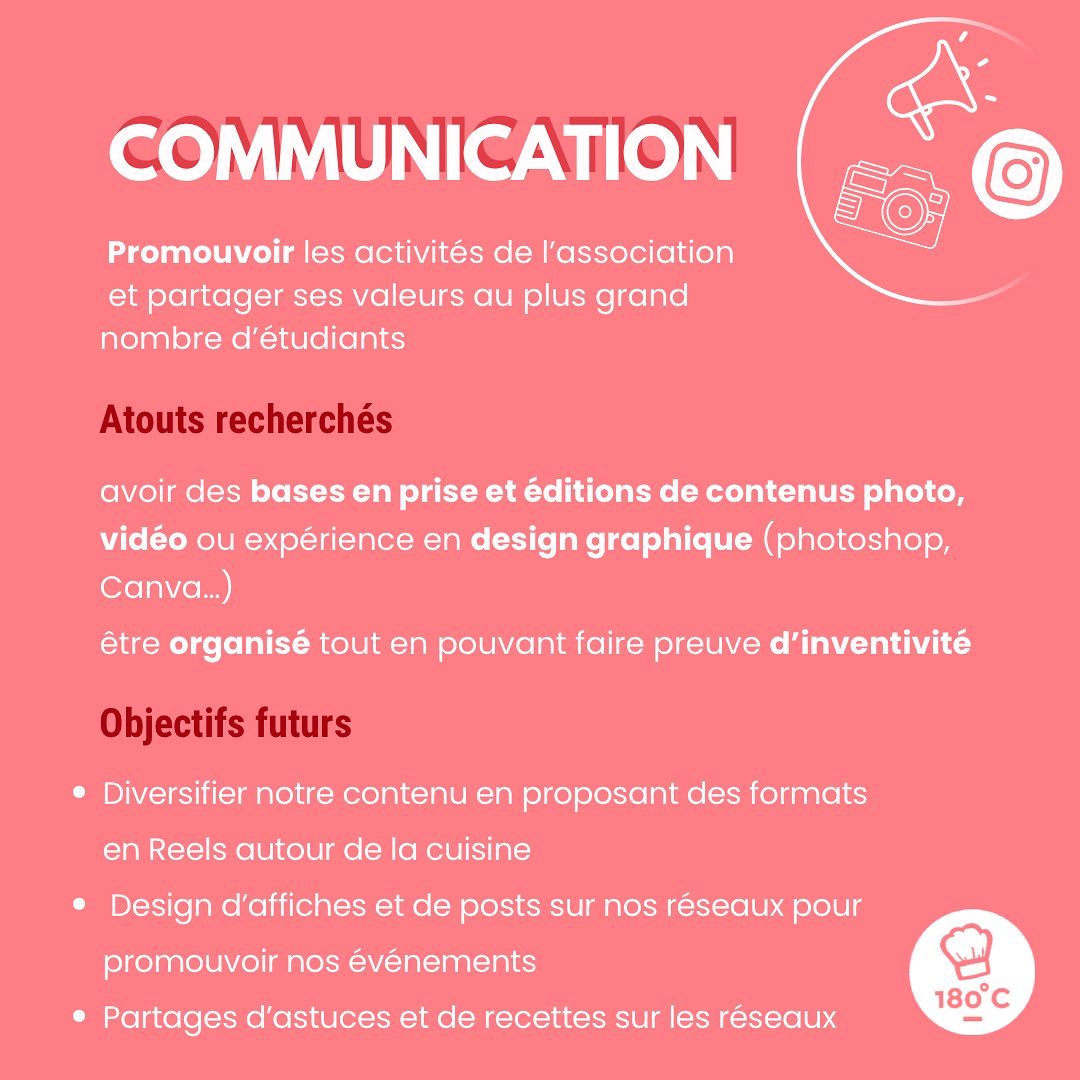 COMMUNICATION
Promouvoir les activités de l’association
et partager ses valeurs au plus grand
nombre d’étudiants
Atouts recherchés
avoir des bases en prise et éditions de contenus photo,
vidéo ou expérience en design graphique (photoshop,
Canva...)
être organisé tout en pouvant faire preuve d’inventivité
Objectifs futurs
• Diversifier notre contenu en proposant des formats
en Reels autour de la cuisine
• Design d’affiches et de posts sur nos réseaux pour
promouvoir nos événements
• Partages d’astuces et de recettes sur les réseaux
180°C